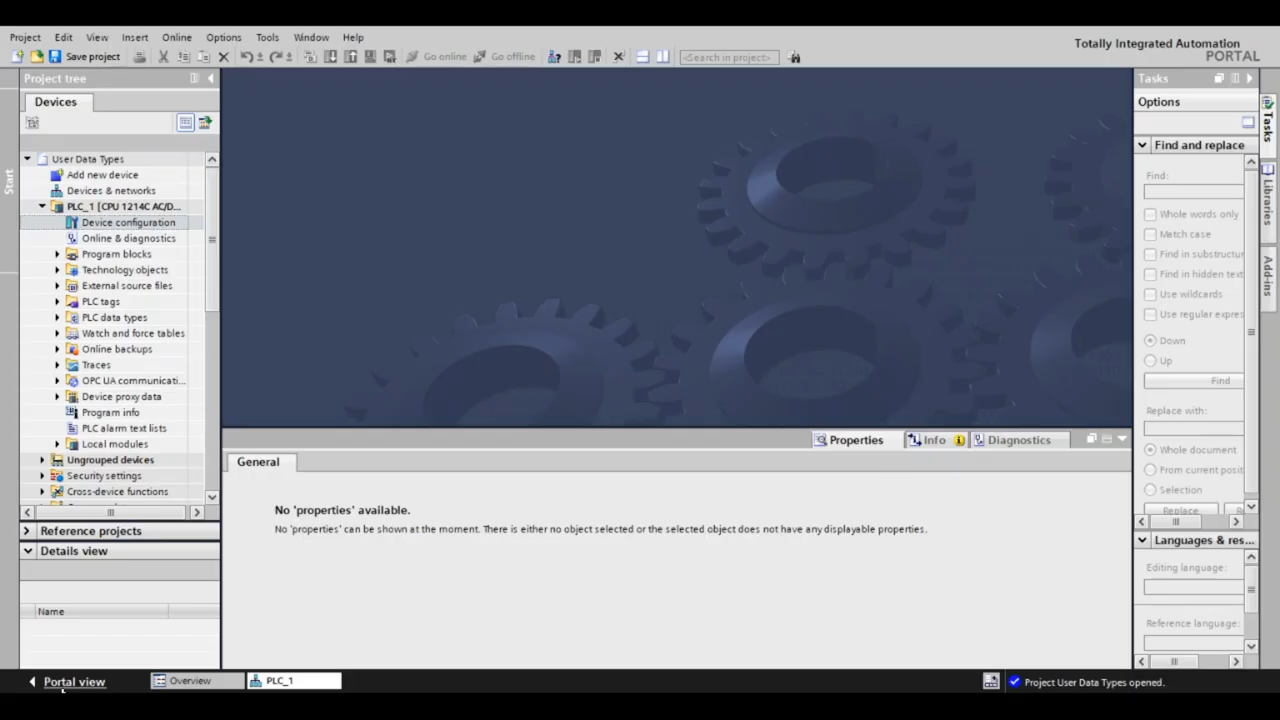 Project Edit View Insert Online Options Tools Window Help
Totally Integrated Automation
PORTAL
Save project
Go online
Go offline
<Search in project>
Project tree
Devices
Start
User Data Types
Add new device
Devices & networks
PLC_1 [CPU 1214C AC/D...
Device configuration
Online & diagnostics
Program blocks
Technology objects
External source files
PLC tags
PLC data types
Watch and force tables
Online backups
Traces
OPC UA communicati...
Device proxy data
Program info
PLC alarm text lists
Local modules
Ungrouped devices
Security settings
Cross-device functions
Reference projects
Details view
Name
Properties
Info
Diagnostics
General
No 'properties' available.
No 'properties' can be shown at the moment. There is either no object selected or the selected object does not have any displayable properties.
Tasks
Options
Find and replace
Find:
Whole words only
Match case
Find in substructur
Find in hidden text
Use wildcards
Use regular expres
Down
Up
Find
Replace with:
Whole document
From current posit
Selection
Replace
Languages & res...
Editing language:
Reference language:
Tasks
Libraries
Add-ins
Portal view
Overview
PLC_1
Project User Data Types opened.